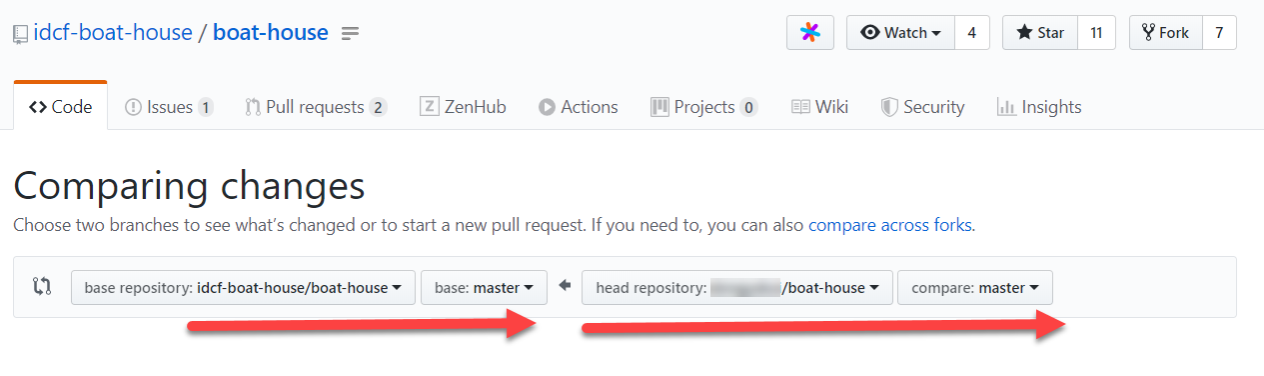 idcf-boat-house / boat-house
Watch 4 Star 11 Fork 7
Code Issues 1 Pull requests 2 Z ZenHub Actions Projects 0 Wiki Security Insights
Comparing changes
Choose two branches to see what's changed or to start a new pull request. If you need to, you can also compare across forks.
base repository: idcf-boat-house/boat-house base: master head repository: /boat-house compare: master